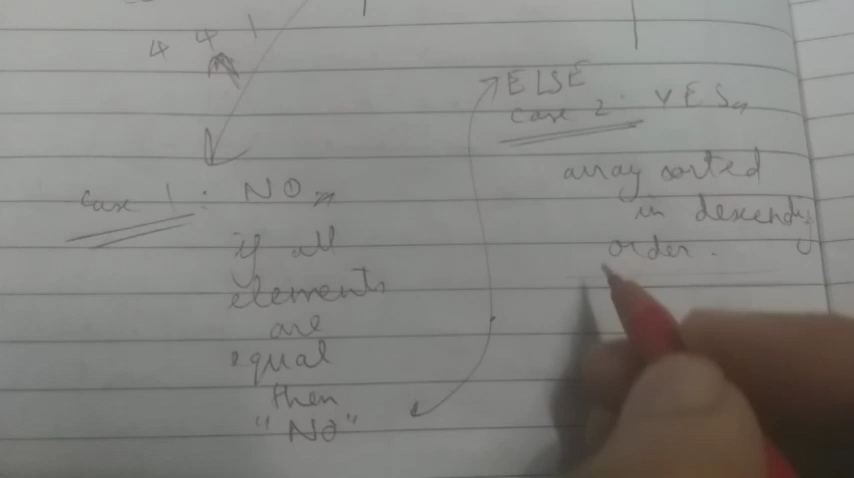 4 4 1
Case 1 : NO
if all
elements
are
equal
then
"NO"
ELSE
Case 2. YES
array sorted
in descendig
order.